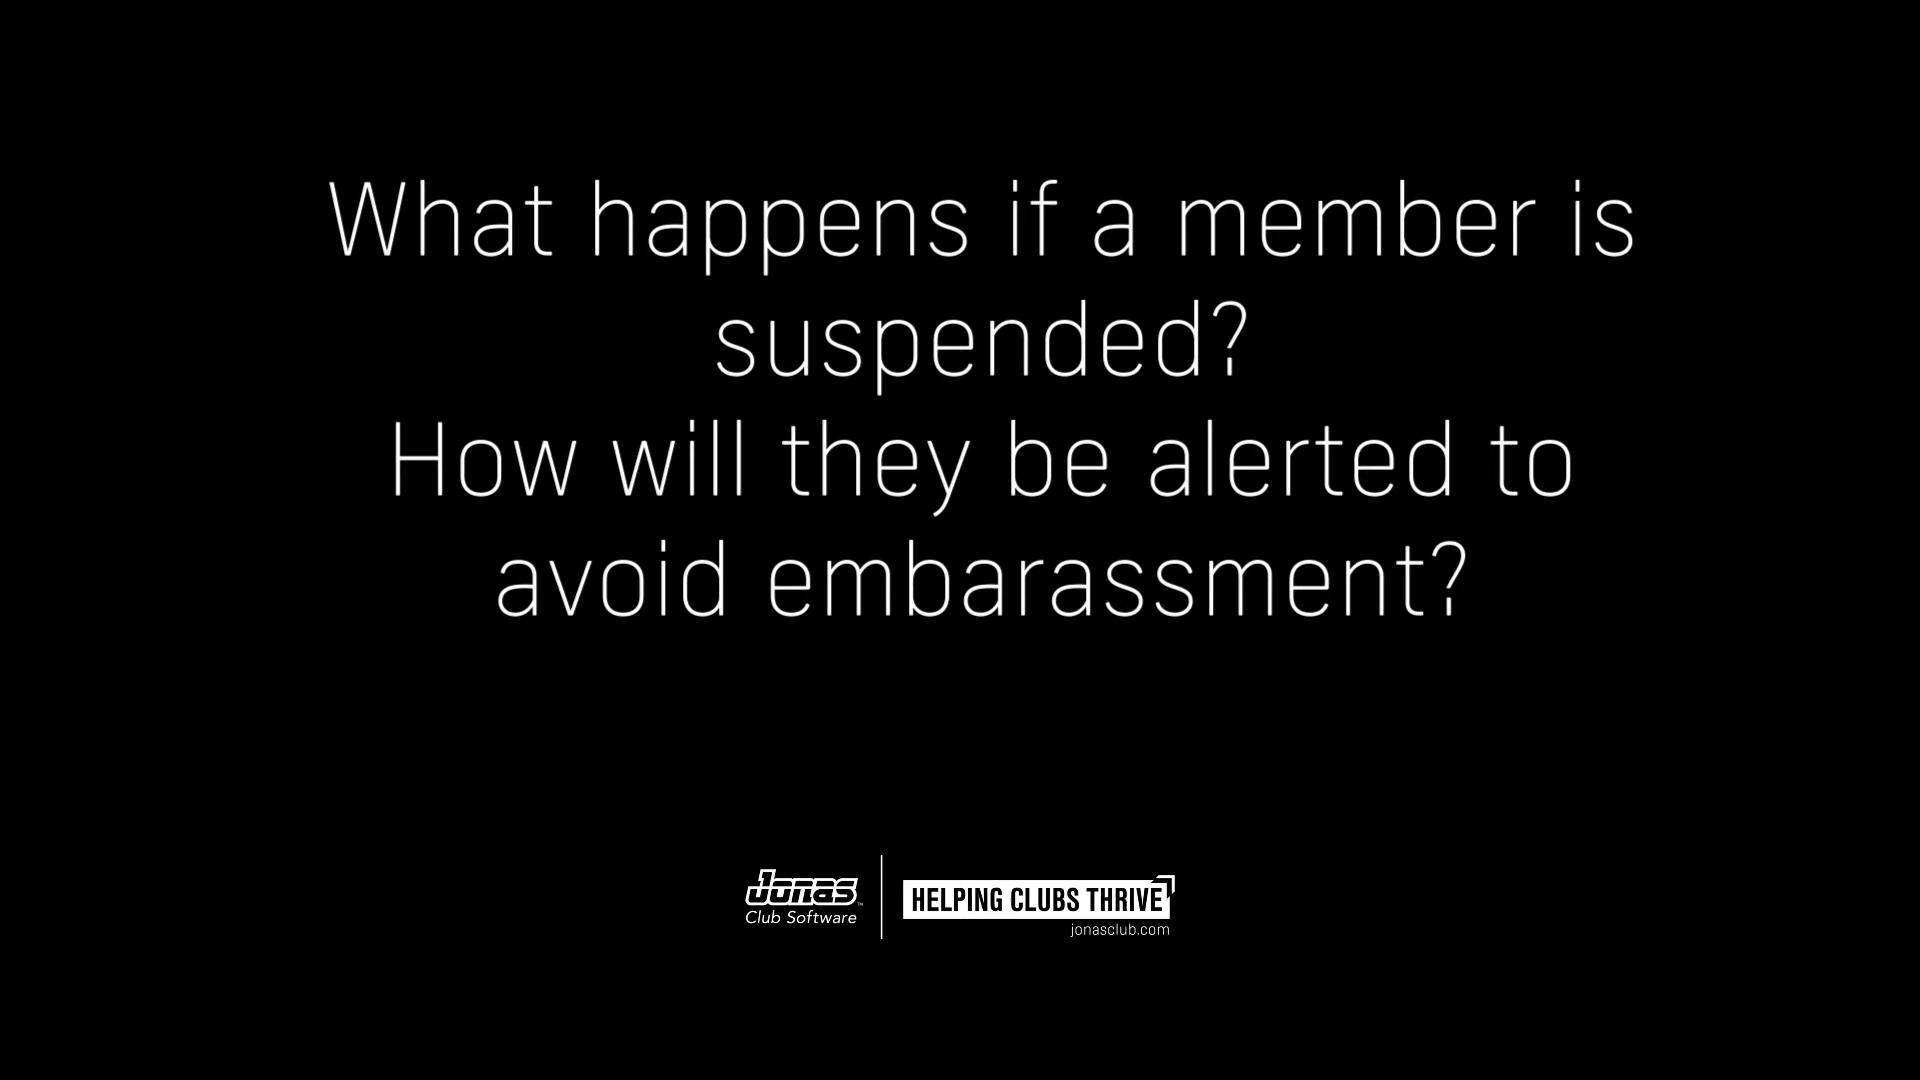 What happens if a member is
suspended?
How will they be alerted to
avoid embarassment?
Jonas™
Club Software
HELPING CLUBS THRIVE
jonasclub.com